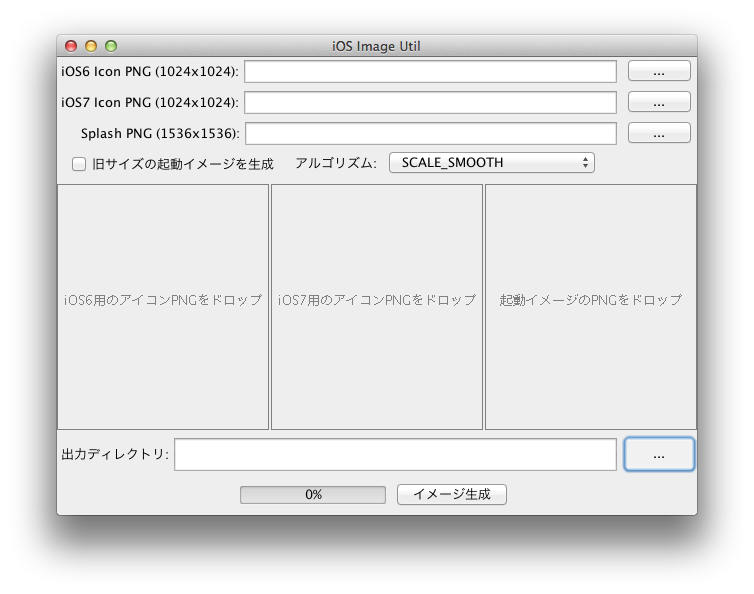 iOS Image Util
iOS6 Icon PNG (1024x1024):
...
iOS7 Icon PNG (1024x1024):
...
Splash PNG (1536x1536):
...
旧サイズの起動イメージを生成 アルゴリズム: SCALE_SMOOTH
iOS6用のアイコンPNGをドロップ
iOS7用のアイコンPNGをドロップ
起動イメージのPNGをドロップ
出力ディレクトリ:
...
0% イメージ生成